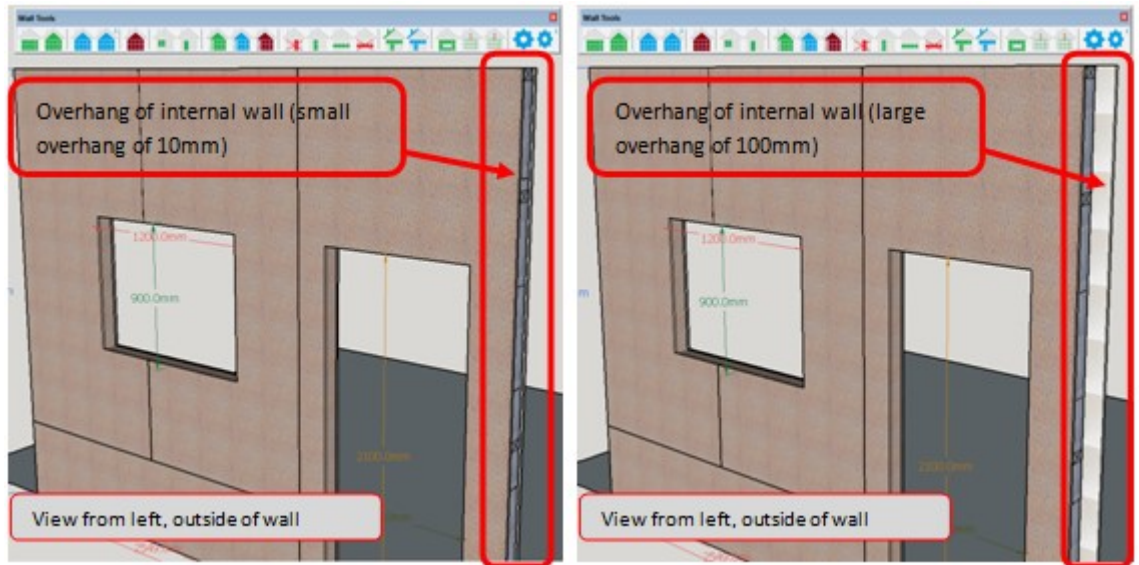 Wall Tools
Overhang of internal wall (small
overhang of 10mm)
1200.0mm
900.0mm
2100.0mm
View from left, outside of wall
Wall Tools
Overhang of internal wall (large
overhang of 100mm)
1200.0mm
900.0mm
2100.0mm
View from left, outside of wall